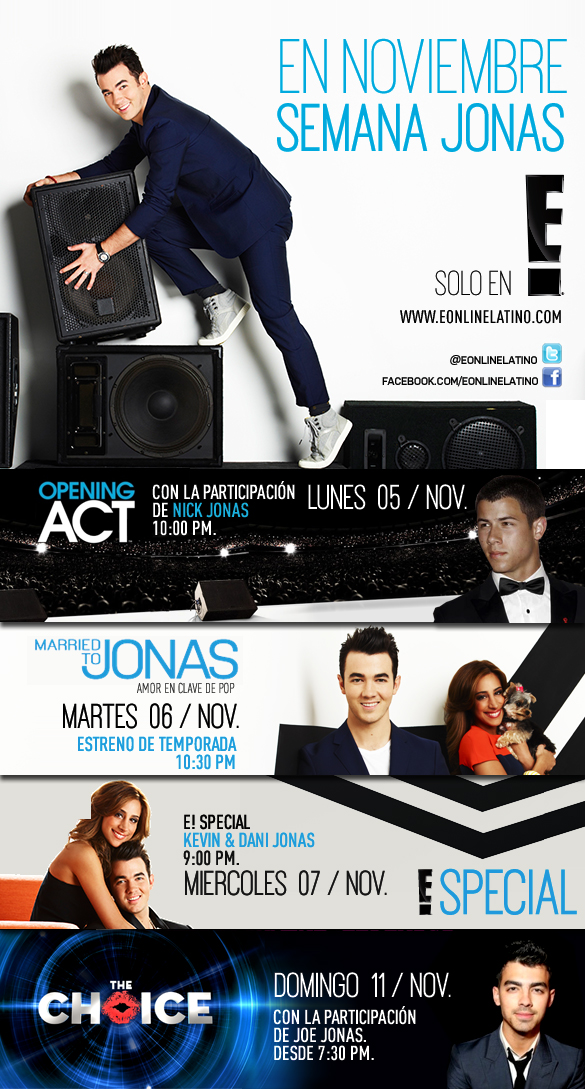 EN NOVIEMBRE
SEMANA JONAS
SOLO EN E!
WWW.EONLINELATINO.COM
@EONLINELATINO
FACEBOOK.COM/EONLINELATINO
OPENING
ACT
CON LA PARTICIPACIÓN
DE NICK JONAS
10:00 PM.
LUNES 05 / NOV.
MARRIED
TO JONAS
AMOR EN CLAVE DE POP
MARTES 06 / NOV.
ESTRENO DE TEMPORADA
10:30 PM
E! SPECIAL
KEVIN & DANI JONAS
9:00 PM.
MIERCOLES 07 / NOV.
E! SPECIAL
THE
CHOICE
DOMINGO 11 / NOV.
CON LA PARTICIPACIÓN
DE JOE JONAS.
DESDE 7:30 PM.